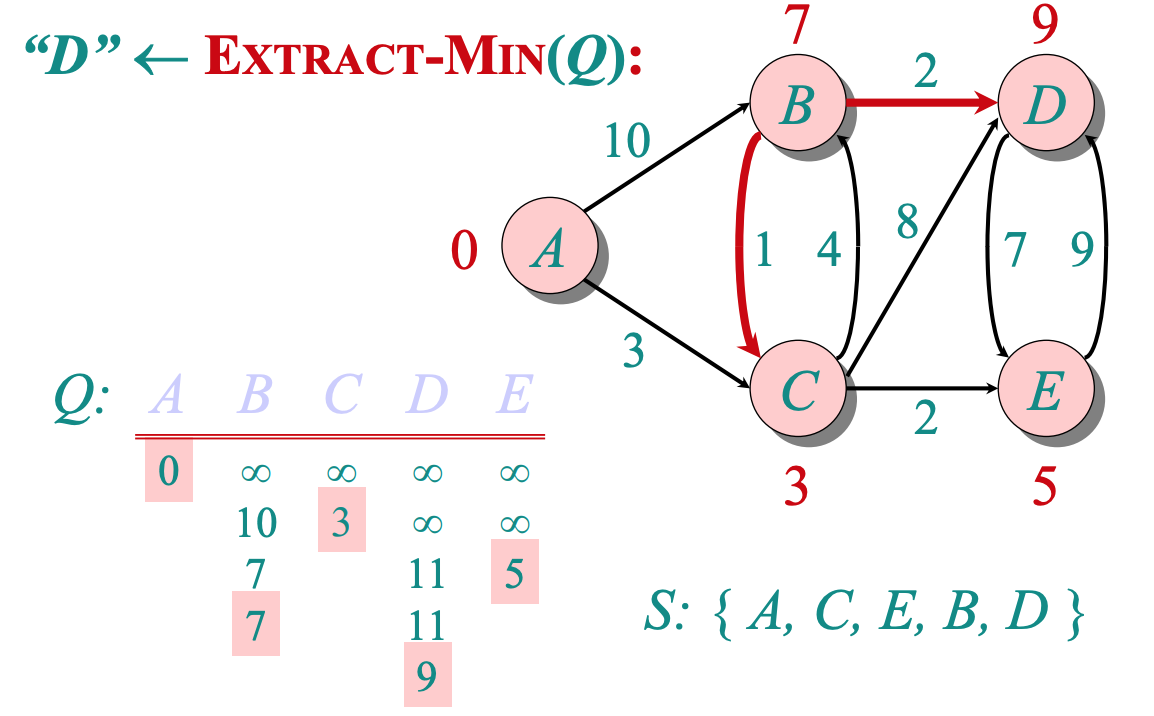 “D” ← EXTRACT-MIN(Q):
7 9
B 2 D
10
0 A 1 4 8 7 9
3
C 2 E
3 5
Q: A B C D E
0 ∞ ∞ ∞ ∞
10 3 ∞ ∞
7 11 5
7 11
9
S: { A, C, E, B, D }